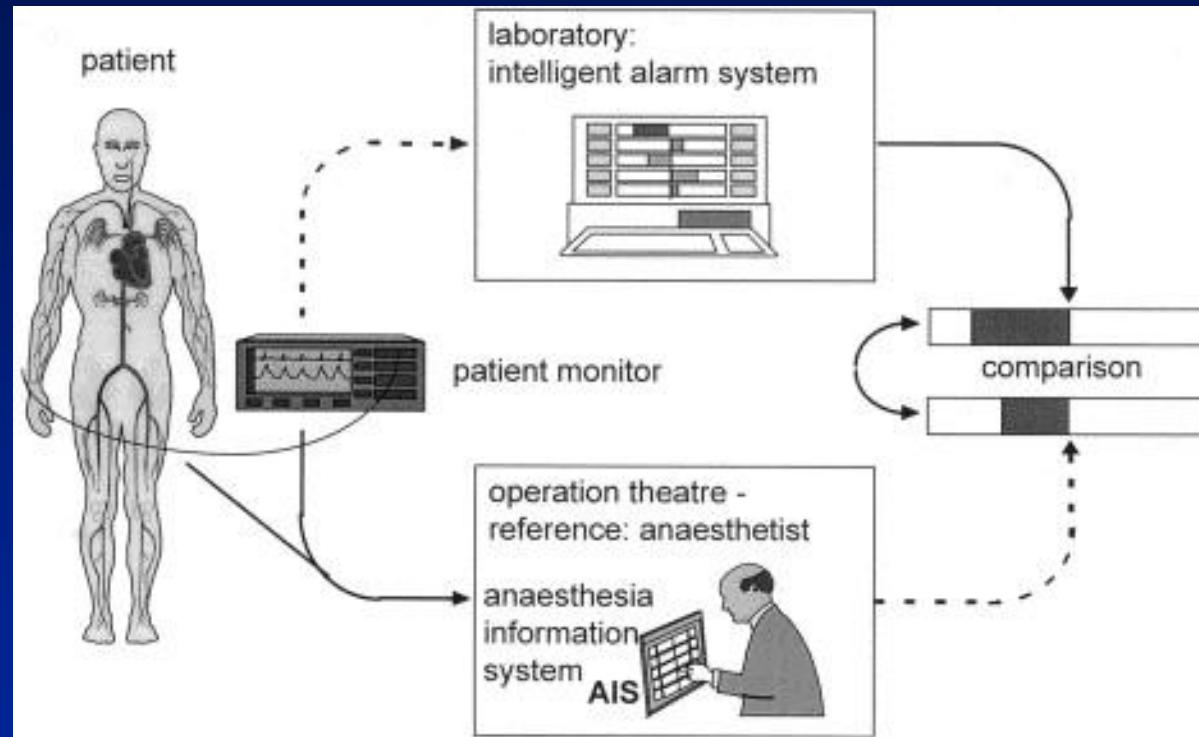 patient
laboratory:
intelligent alarm system
patient monitor
comparison
operation theatre -
reference: anaesthetist
anaesthesia
information
system
AIS